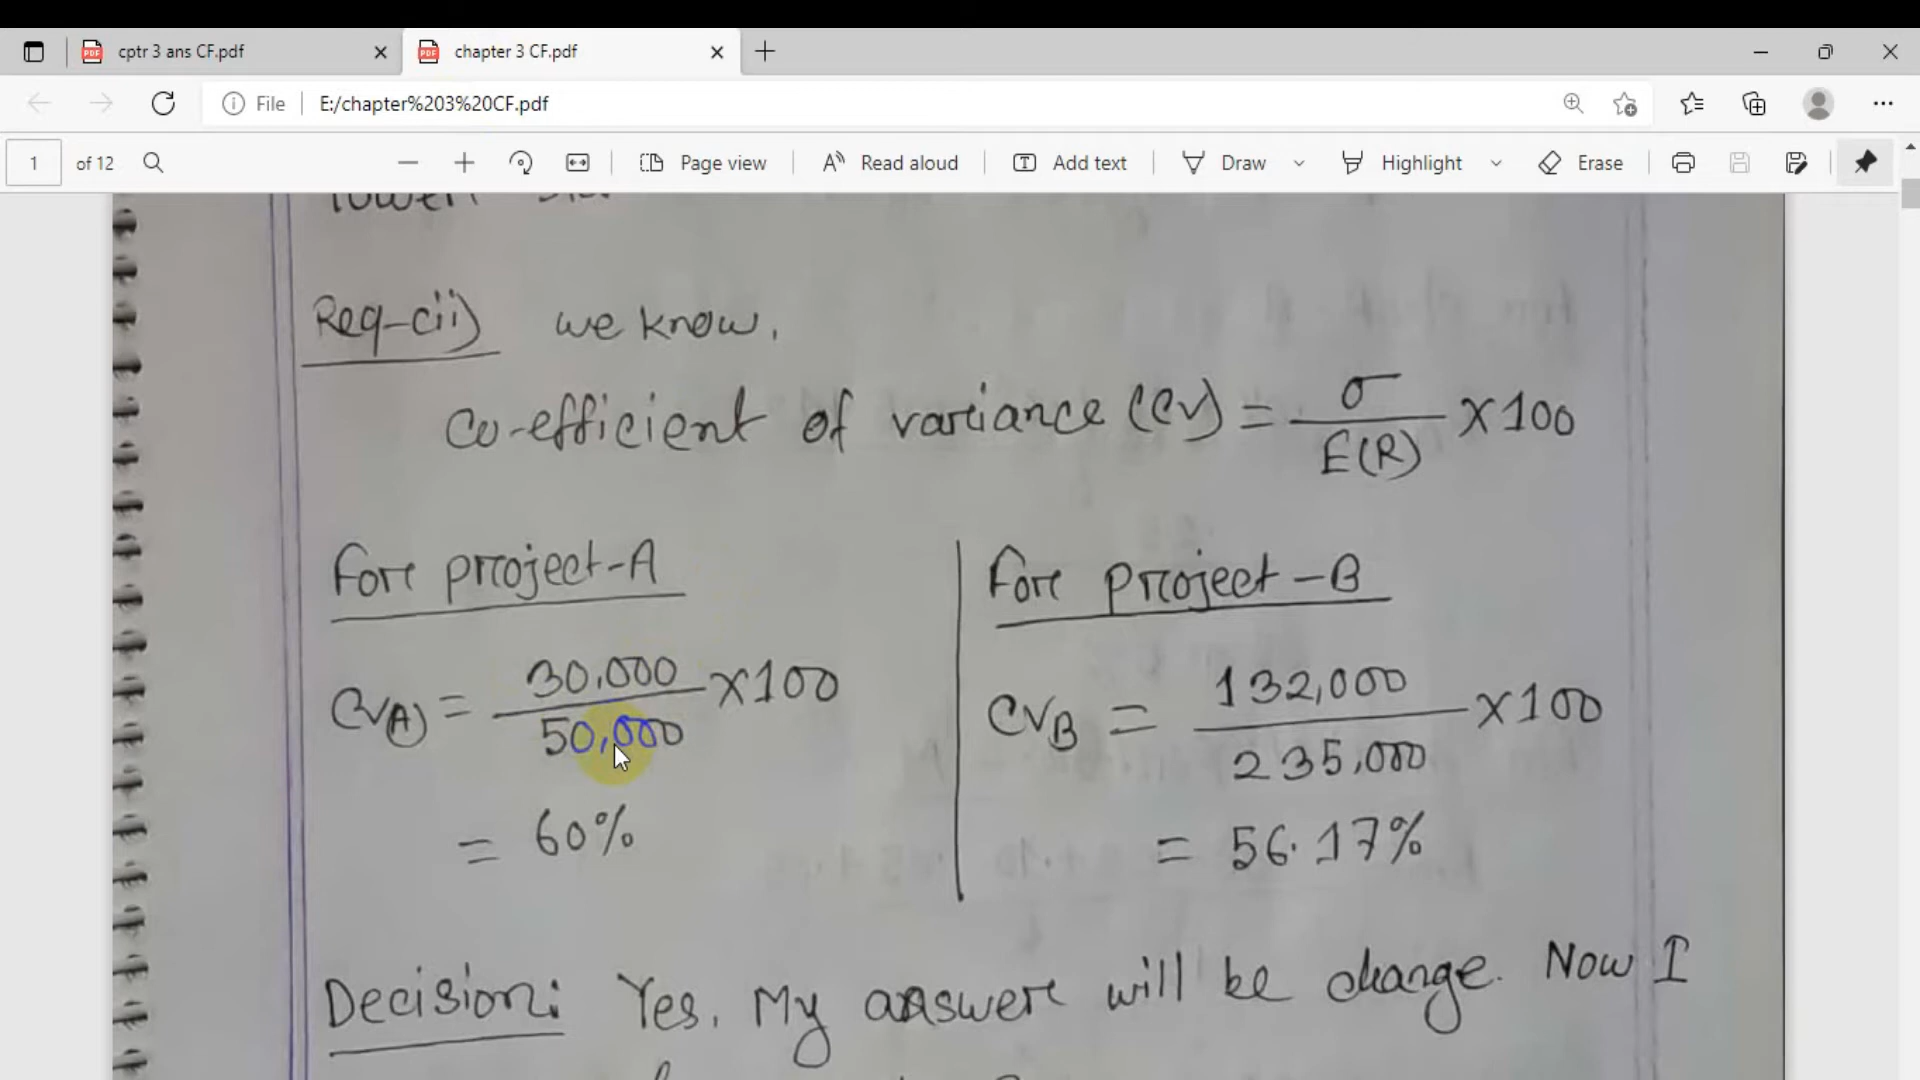 cptr 3 ans CF.pdf
chapter 3 CF.pdf
File
E:/chapter%203%20CF.pdf
1 of 12
Page view
Read aloud
Add text
Draw
Highlight
Erase
Req-(ii) we know,
Co-efficient of variance (CV) = σ / E(R) × 100
For project-A
CV(A) = 30,000 / 50,000 × 100
= 60%
For project-B
CVB = 132,000 / 235,000 × 100
= 56.17%
Decision: Yes, My answer will be change. Now I